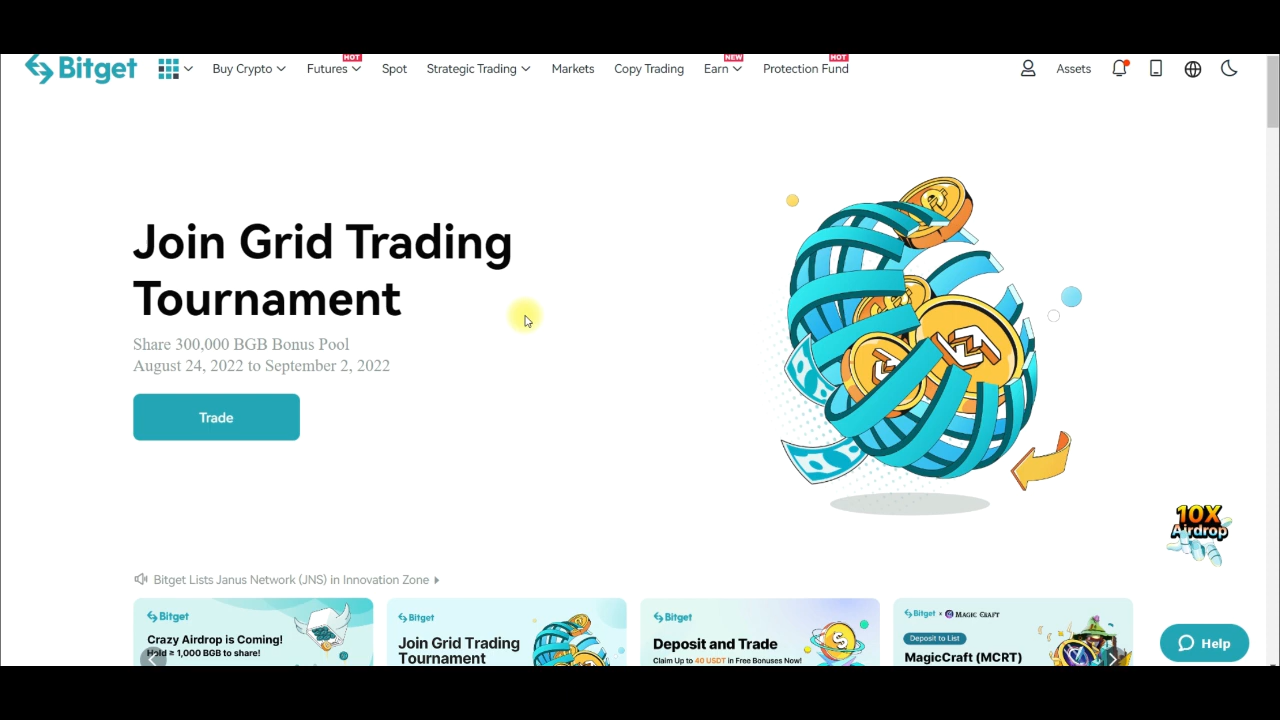 Bitget
Buy Crypto
Futures
HOT
Spot
Strategic Trading
Markets
Copy Trading
Earn
NEW
Protection Fund
HOT
Assets
Join Grid Trading
Tournament
Share 300,000 BGB Bonus Pool
August 24, 2022 to September 2, 2022
Trade
10X
Airdrop
Bitget Lists Janus Network (JNS) in Innovation Zone
Bitget
Crazy Airdrop is Coming!
Hold ≥ 1,000 BGB to share!
Bitget
Join Grid Trading
Tournament
Bitget
Deposit and Trade
Claim Up to 40 USDT in Free Bonuses Now!
Bitget × MAGIC CRAFT
Deposit to List
MagicCraft (MCRT)
Help